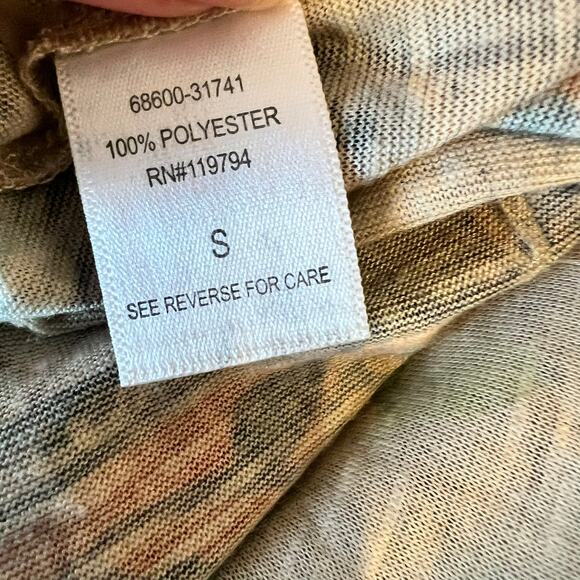 68600-31741
100% POLYESTER
RN#119794
S
SEE REVERSE FOR CARE